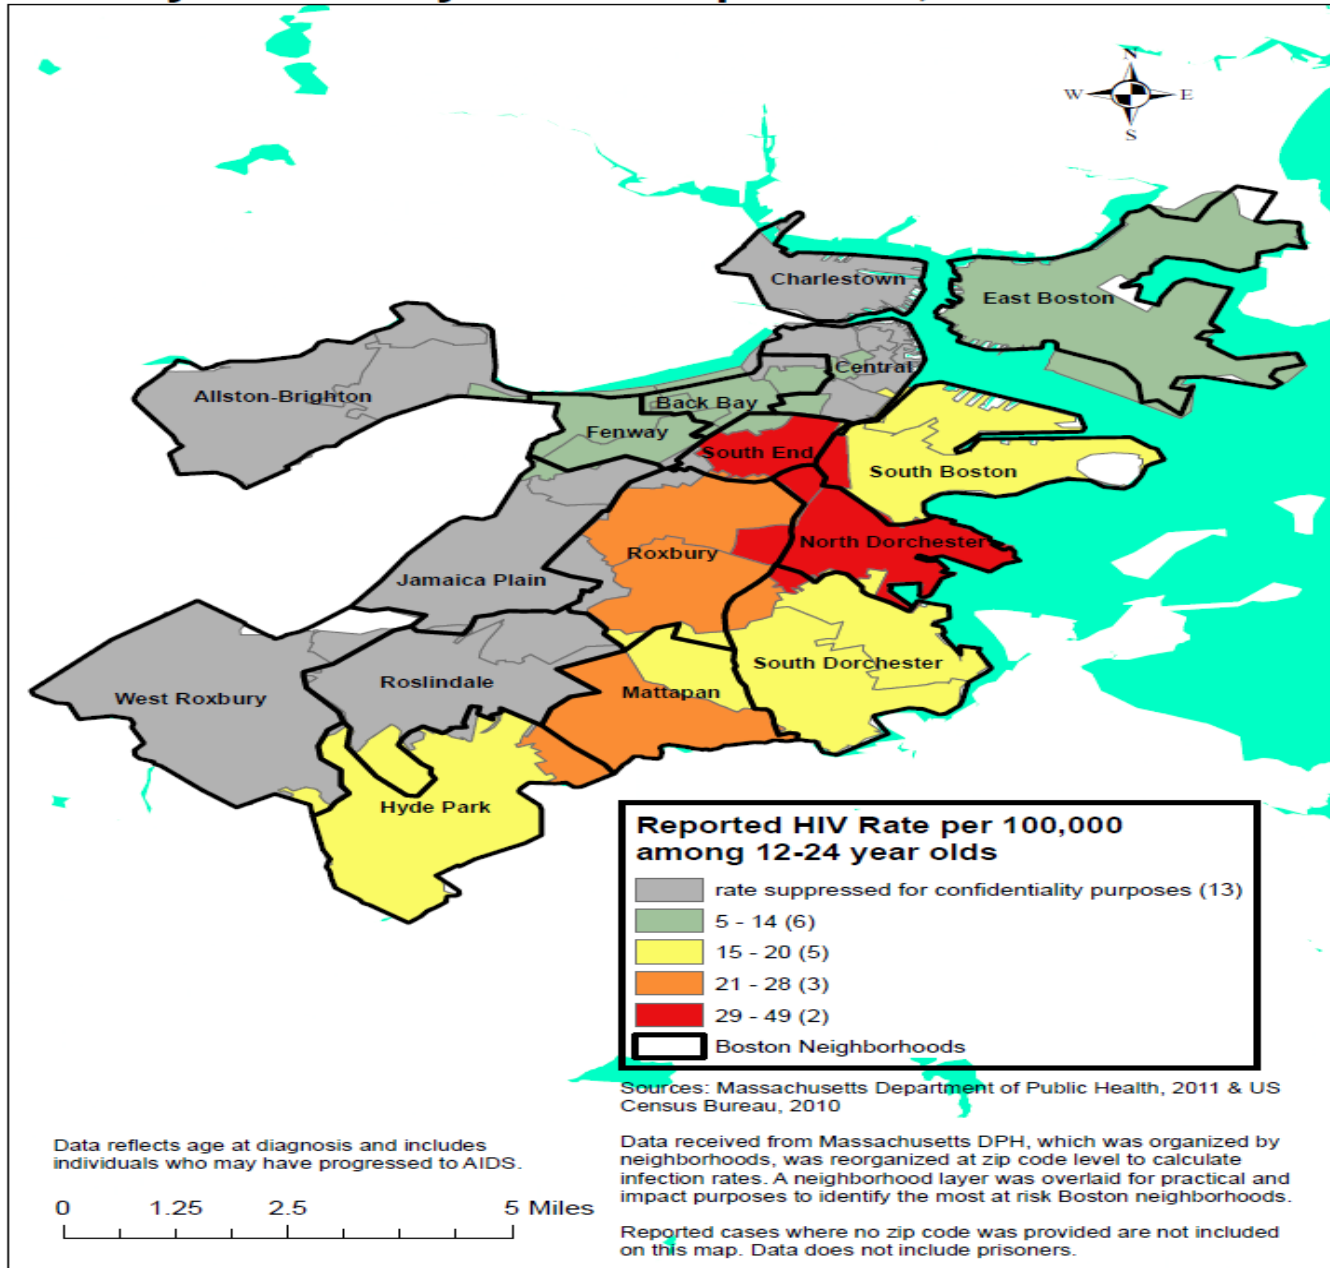 N
W E
S
Charlestown
East Boston
Central
Allston-Brighton
Back Bay
Fenway
South End
South Boston
North Dorchester
Roxbury
Jamaica Plain
South Dorchester
Roslindale
Mattapan
West Roxbury
Hyde Park
Reported HIV Rate per 100,000
among 12-24 year olds
rate suppressed for confidentiality purposes (13)
5 - 14 (6)
15 - 20 (5)
21 - 28 (3)
29 - 49 (2)
Boston Neighborhoods
Sources: Massachusetts Department of Public Health, 2011 & US
Census Bureau, 2010
Data reflects age at diagnosis and includes
individuals who may have progressed to AIDS.
Data received from Massachusetts DPH, which was organized by
neighborhoods, was reorganized at zip code level to calculate
infection rates. A neighborhood layer was overlaid for practical and
impact purposes to identify the most at risk Boston neighborhoods.
0 1.25 2.5 5 Miles
Reported cases where no zip code was provided are not included
on this map. Data does not include prisoners.